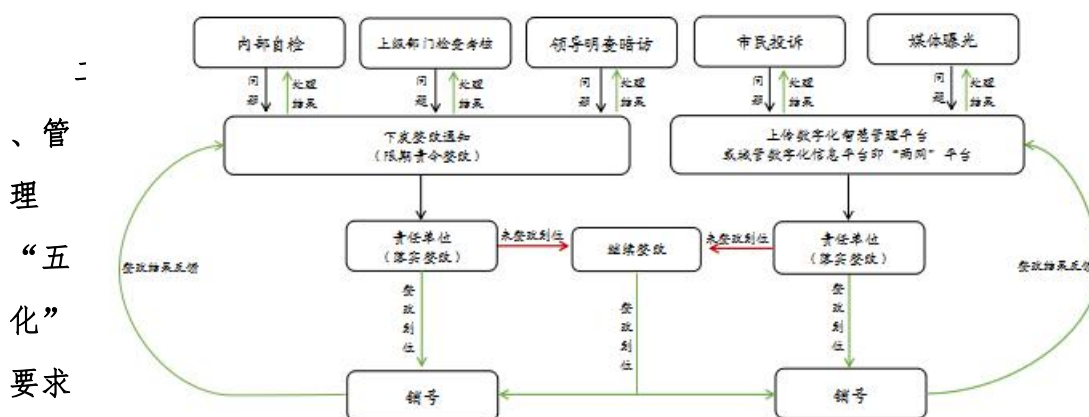 内部自检
上级部门检查考核
领导明查暗访
市民投诉
媒体曝光
问题
处理结果
问题
处理结果
问题
处理结果
问题
处理结果
问题
处理结果
下发整改通知
（限期责令整改）
上传数字化智慧管理平台
或城管数字化信息平台即“两网”平台
责任单位
（落实整改）
未整改到位
继续整改
未整改到位
责任单位
（落实整改）
整改结果反馈
整改结果反馈
整改到位
整改到位
整改到位
销号
销号
、管
理
“五
化”
要求